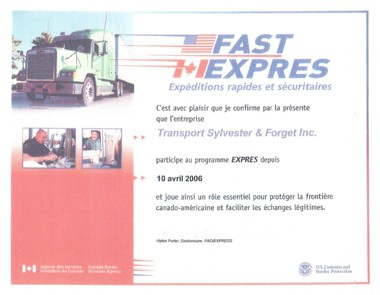 FAST
EXPRES
Expéditions rapides et sécuritaires
C'est avec plaisir que je confirme par la présente
que l'entreprise
Transport Sylvester & Forget Inc.
participe au programme EXPRES depuis
10 avril 2006
et joue ainsi un rôle essentiel pour protéger la frontière
canado-américaine et faciliter les échanges légitimes.
Helen Porter, Gestionnaire, FAST/EXPRESS
Agence des services frontaliers du Canada
Canada Border Services Agency
U.S. Customs and
Border Protection